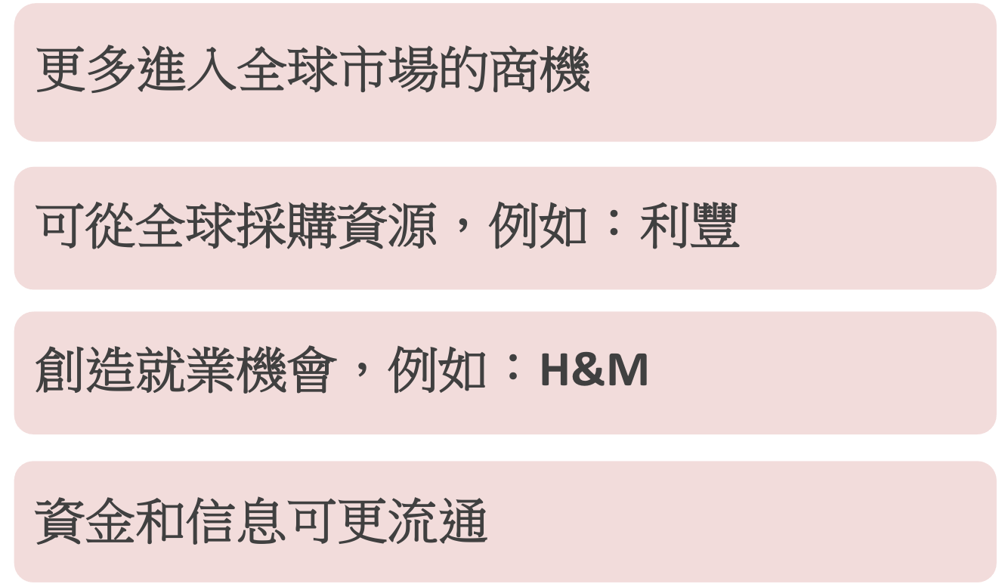 更多進入全球市場的商機
可從全球採購資源，例如：利豐
創造就業機會，例如：H&M
資金和信息可更流通